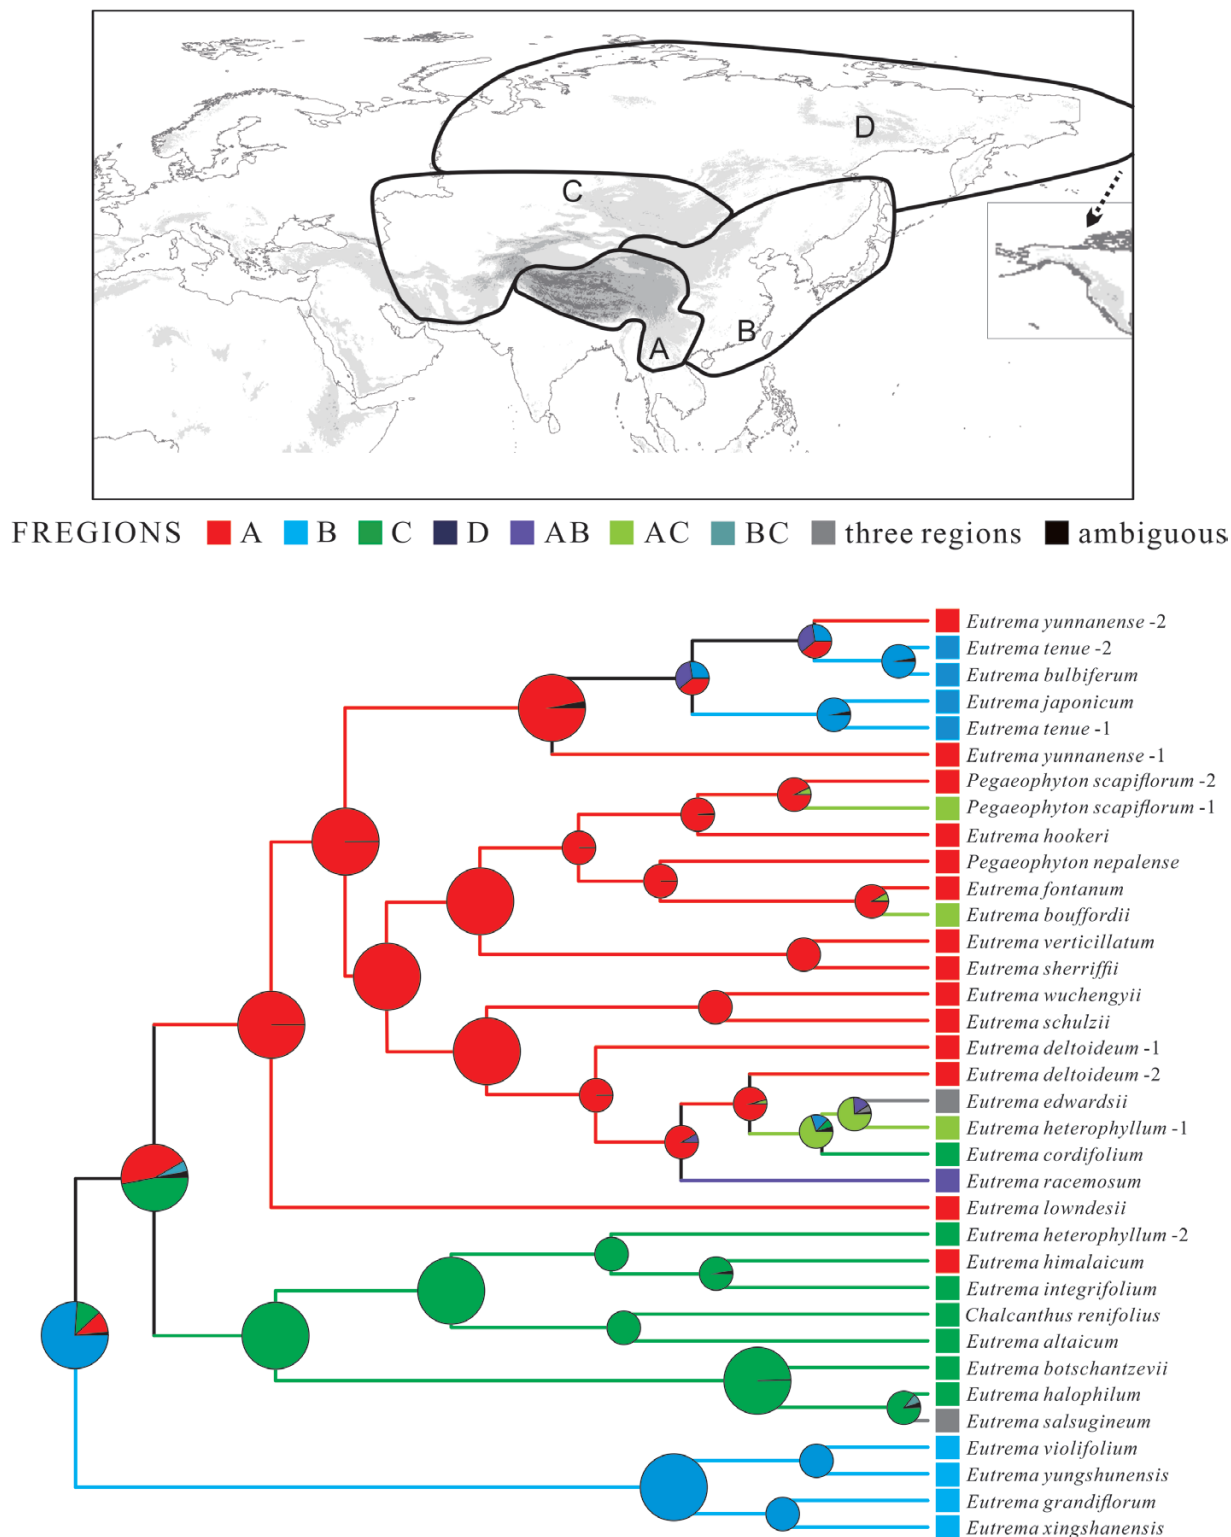 D
C
B
A
FREGIONS A B C D AB AC BC three regions ambiguous
Eutrema yunnanense -2
Eutrema tenue -2
Eutrema bulbiferum
Eutrema japonicum
Eutrema tenue -1
Eutrema yunnanense -1
Pegaeophyton scapiflorum -2
Pegaeophyton scapiflorum -1
Eutrema hookeri
Pegaeophyton nepalense
Eutrema fontanum
Eutrema bouffordii
Eutrema verticillatum
Eutrema sherriffii
Eutrema wuchengyii
Eutrema schulzii
Eutrema deltoideum -1
Eutrema deltoideum -2
Eutrema edwardsii
Eutrema heterophyllum -1
Eutrema cordifolium
Eutrema racemosum
Eutrema lowndesii
Eutrema heterophyllum -2
Eutrema himalaicum
Eutrema integrifolium
Chalcanthus renifolius
Eutrema altaicum
Eutrema botschantzevii
Eutrema halophilum
Eutrema salsugineum
Eutrema violifolium
Eutrema yungshunensis
Eutrema grandiflorum
Eutrema xingshanensis